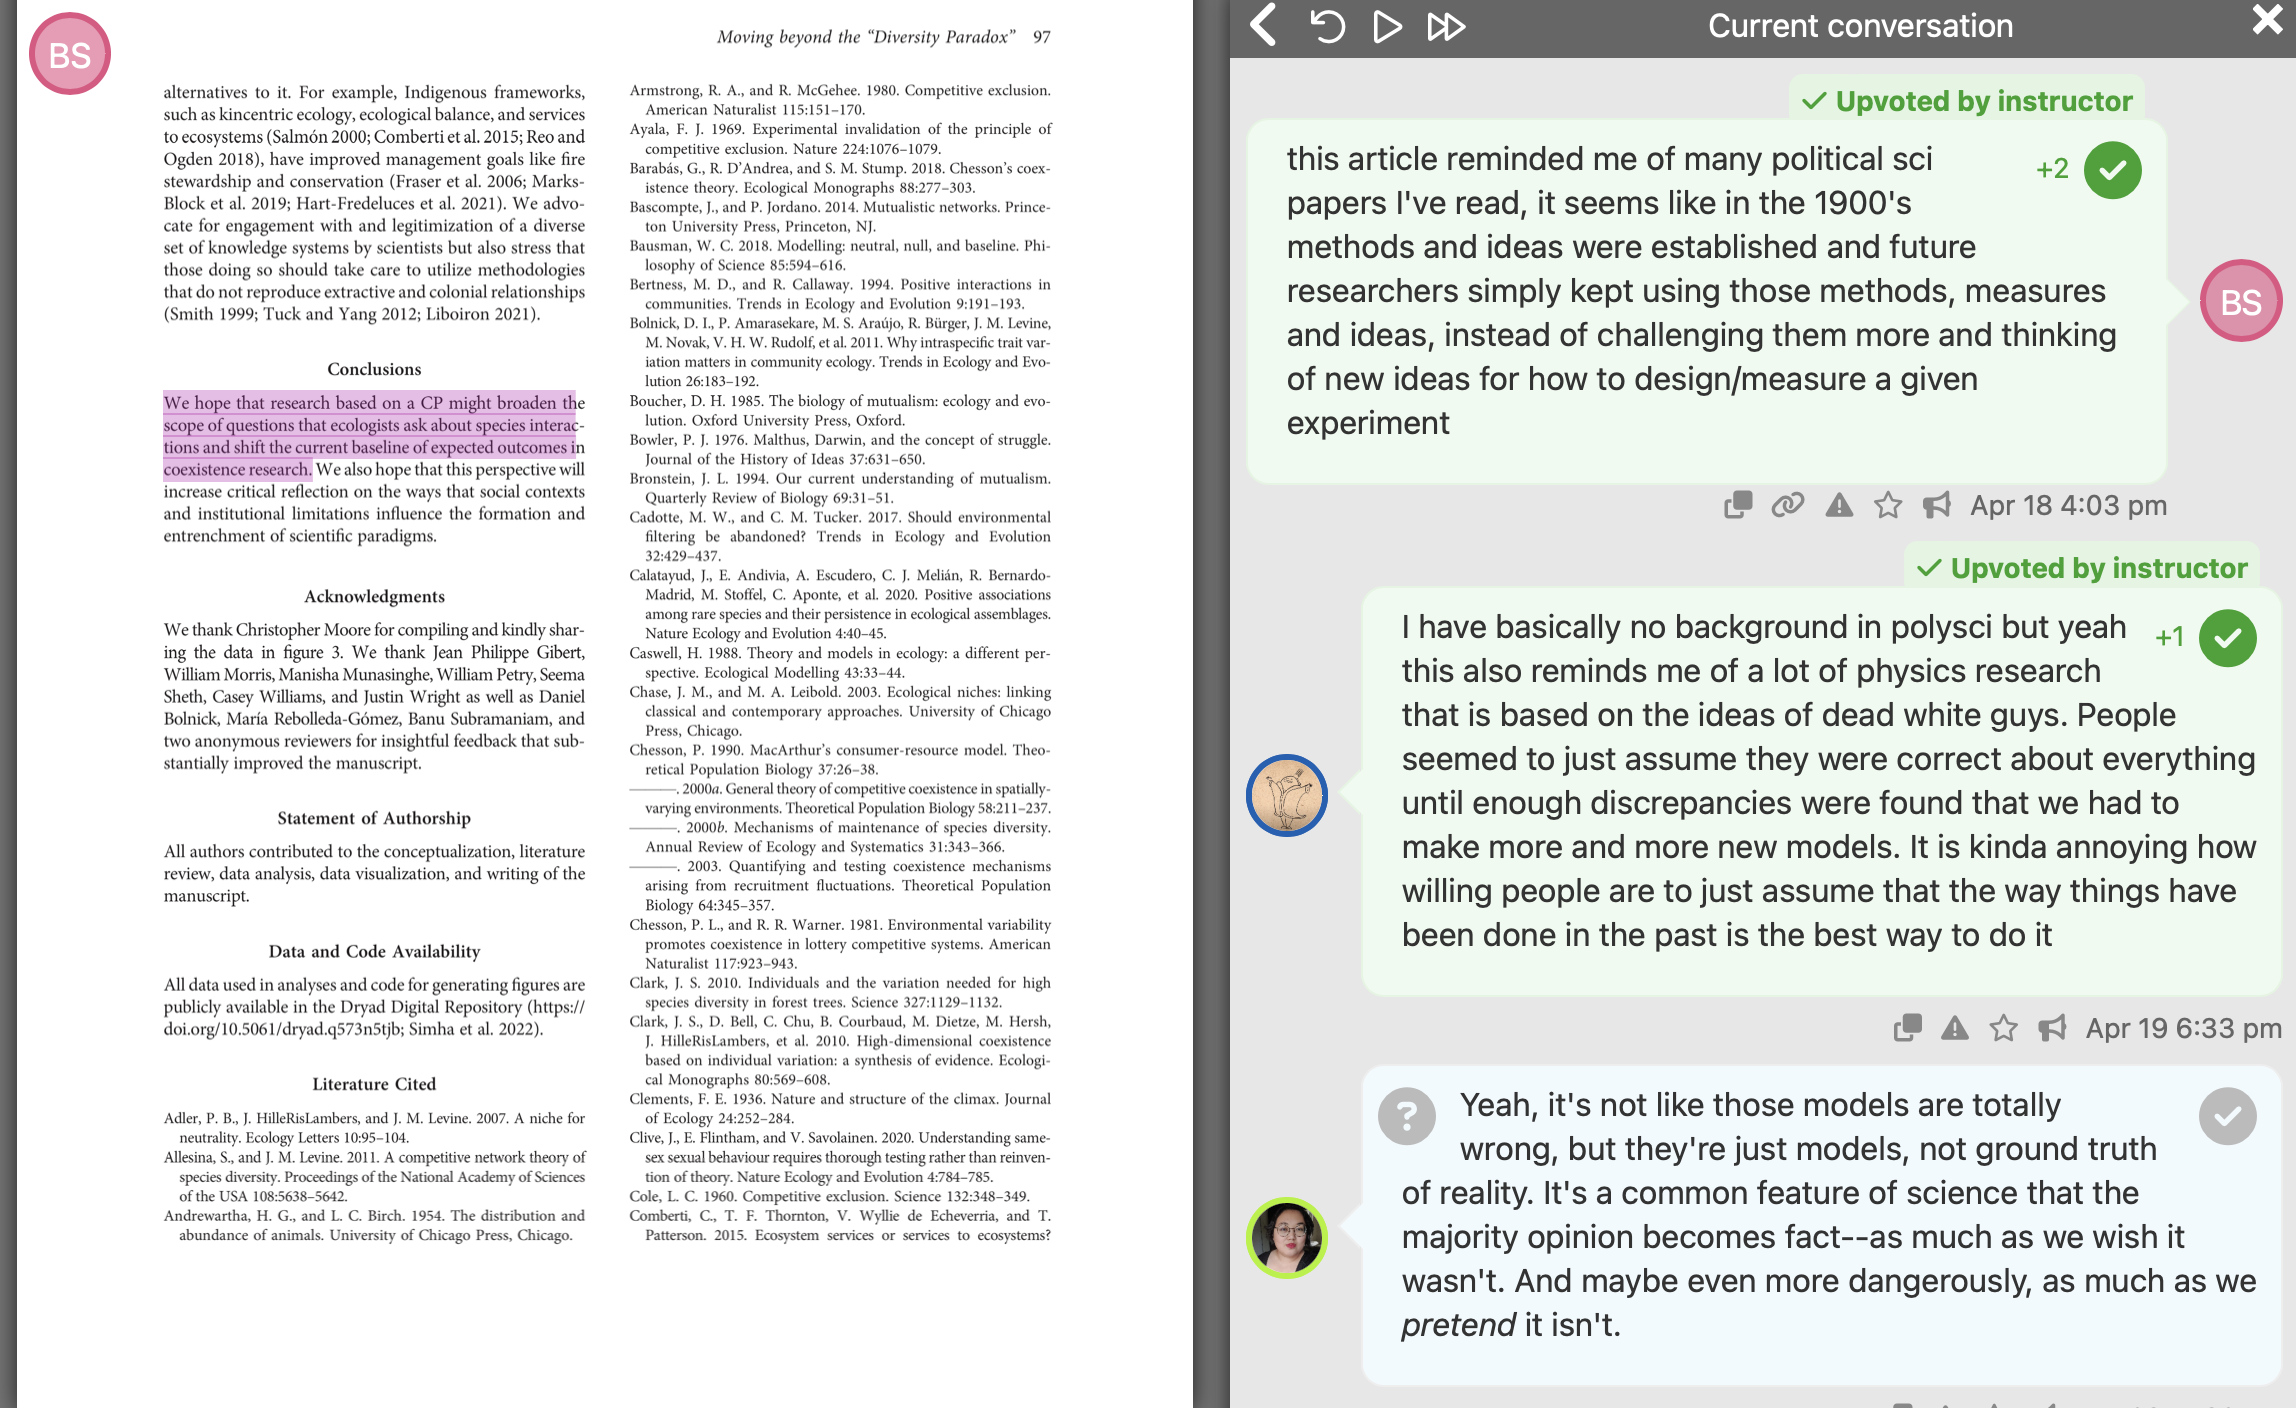 BS
Moving beyond the “Diversity Paradox” 97
alternatives to it. For example, Indigenous frameworks,
such as kincentric ecology, ecological balance, and services
to ecosystems (Salmón 2000; Comberti et al. 2015; Reo and
Ogden 2018), have improved management goals like fire
stewardship and conservation (Fraser et al. 2006; Marks-
Block et al. 2019; Hart-Fredeluces et al. 2021). We advo-
cate for engagement with and legitimization of a diverse
set of knowledge systems by scientists but also stress that
those doing so should take care to utilize methodologies
that do not reproduce extractive and colonial relationships
(Smith 1999; Tuck and Yang 2012; Liboiron 2021).
Conclusions
We hope that research based on a CP might broaden the
scope of questions that ecologists ask about species interac-
tions and shift the current baseline of expected outcomes in
coexistence research. We also hope that this perspective will
increase critical reflection on the ways that social contexts
and institutional limitations influence the formation and
entrenchment of scientific paradigms.
Acknowledgments
We thank Christopher Moore for compiling and kindly shar-
ing the data in figure 3. We thank Jean Philippe Gibert,
William Morris, Manisha Munasinghe, William Petry, Seema
Sheth, Casey Williams, and Justin Wright as well as Daniel
Bolnick, María Rebolleda-Gómez, Banu Subramaniam, and
two anonymous reviewers for insightful feedback that sub-
stantially improved the manuscript.
Statement of Authorship
All authors contributed to the conceptualization, literature
review, data analysis, data visualization, and writing of the
manuscript.
Data and Code Availability
All data used in analyses and code for generating figures are
publicly available in the Dryad Digital Repository (https://
doi.org/10.5061/dryad.q573n5tjb; Simha et al. 2022).
Literature Cited
Adler, P. B., J. HilleRisLambers, and J. M. Levine. 2007. A niche for
neutrality. Ecology Letters 10:95–104.
Allesina, S., and J. M. Levine. 2011. A competitive network theory of
species diversity. Proceedings of the National Academy of Sciences
of the USA 108:5638–5642.
Andrewartha, H. G., and L. C. Birch. 1954. The distribution and
abundance of animals. University of Chicago Press, Chicago.
Armstrong, R. A., and R. McGehee. 1980. Competitive exclusion.
American Naturalist 115:151–170.
Ayala, F. J. 1969. Experimental invalidation of the principle of
competitive exclusion. Nature 224:1076–1079.
Barabás, G., R. D’Andrea, and S. M. Stump. 2018. Chesson’s coex-
istence theory. Ecological Monographs 88:277–303.
Bascompte, J., and P. Jordano. 2014. Mutualistic networks. Prince-
ton University Press, Princeton, NJ.
Bausman, W. C. 2018. Modelling: neutral, null, and baseline. Phi-
losophy of Science 85:594–616.
Bertness, M. D., and R. Callaway. 1994. Positive interactions in
communities. Trends in Ecology and Evolution 9:191–193.
Bolnick, D. I., P. Amarasekare, M. S. Araújo, R. Bürger, J. M. Levine,
M. Novak, V. H. W. Rudolf, et al. 2011. Why intraspecific trait var-
iation matters in community ecology. Trends in Ecology and Evo-
lution 26:183–192.
Boucher, D. H. 1985. The biology of mutualism: ecology and evo-
lution. Oxford University Press, Oxford.
Bowler, P. J. 1976. Malthus, Darwin, and the concept of struggle.
Journal of the History of Ideas 37:631–650.
Bronstein, J. L. 1994. Our current understanding of mutualism.
Quarterly Review of Biology 69:31–51.
Cadotte, M. W., and C. M. Tucker. 2017. Should environmental
filtering be abandoned? Trends in Ecology and Evolution
32:429–437.
Calatayud, J., E. Andivia, A. Escudero, C. J. Melián, R. Bernardo-
Madrid, M. Stoffel, C. Aponte, et al. 2020. Positive associations
among rare species and their persistence in ecological assemblages.
Nature Ecology and Evolution 4:40–45.
Caswell, H. 1988. Theory and models in ecology: a different per-
spective. Ecological Modelling 43:33–44.
Chase, J. M., and M. A. Leibold. 2003. Ecological niches: linking
classical and contemporary approaches. University of Chicago
Press, Chicago.
Chesson, P. 1990. MacArthur’s consumer-resource model. Theo-
retical Population Biology 37:26–38.
———. 2000a. General theory of competitive coexistence in spatially-
varying environments. Theoretical Population Biology 58:211–237.
———. 2000b. Mechanisms of maintenance of species diversity.
Annual Review of Ecology and Systematics 31:343–366.
———. 2003. Quantifying and testing coexistence mechanisms
arising from recruitment fluctuations. Theoretical Population
Biology 64:345–357.
Chesson, P. L., and R. R. Warner. 1981. Environmental variability
promotes coexistence in lottery competitive systems. American
Naturalist 117:923–943.
Clark, J. S. 2010. Individuals and the variation needed for high
species diversity in forest trees. Science 327:1129–1132.
Clark, J. S., D. Bell, C. Chu, B. Courbaud, M. Dietze, M. Hersh,
J. HilleRisLambers, et al. 2010. High-dimensional coexistence
based on individual variation: a synthesis of evidence. Ecologi-
cal Monographs 80:569–608.
Clements, F. E. 1936. Nature and structure of the climax. Journal
of Ecology 24:252–284.
Clive, J., E. Flintham, and V. Savolainen. 2020. Understanding same-
sex sexual behaviour requires thorough testing rather than reinven-
tion of theory. Nature Ecology and Evolution 4:784–785.
Cole, L. C. 1960. Competitive exclusion. Science 132:348–349.
Comberti, C., T. F. Thornton, V. Wyllie de Echeverria, and T.
Patterson. 2015. Ecosystem services or services to ecosystems?
Current conversation
Upvoted by instructor
this article reminded me of many political sci
papers I've read, it seems like in the 1900's
methods and ideas were established and future
researchers simply kept using those methods, measures
and ideas, instead of challenging them more and thinking
of new ideas for how to design/measure a given
experiment
+2
BS
Apr 18 4:03 pm
Upvoted by instructor
I have basically no background in polysci but yeah
this also reminds me of a lot of physics research
that is based on the ideas of dead white guys. People
seemed to just assume they were correct about everything
until enough discrepancies were found that we had to
make more and more new models. It is kinda annoying how
willing people are to just assume that the way things have
been done in the past is the best way to do it
+1
Apr 19 6:33 pm
?
Yeah, it's not like those models are totally
wrong, but they're just models, not ground truth
of reality. It's a common feature of science that the
majority opinion becomes fact--as much as we wish it
wasn't. And maybe even more dangerously, as much as we
pretend it isn't.